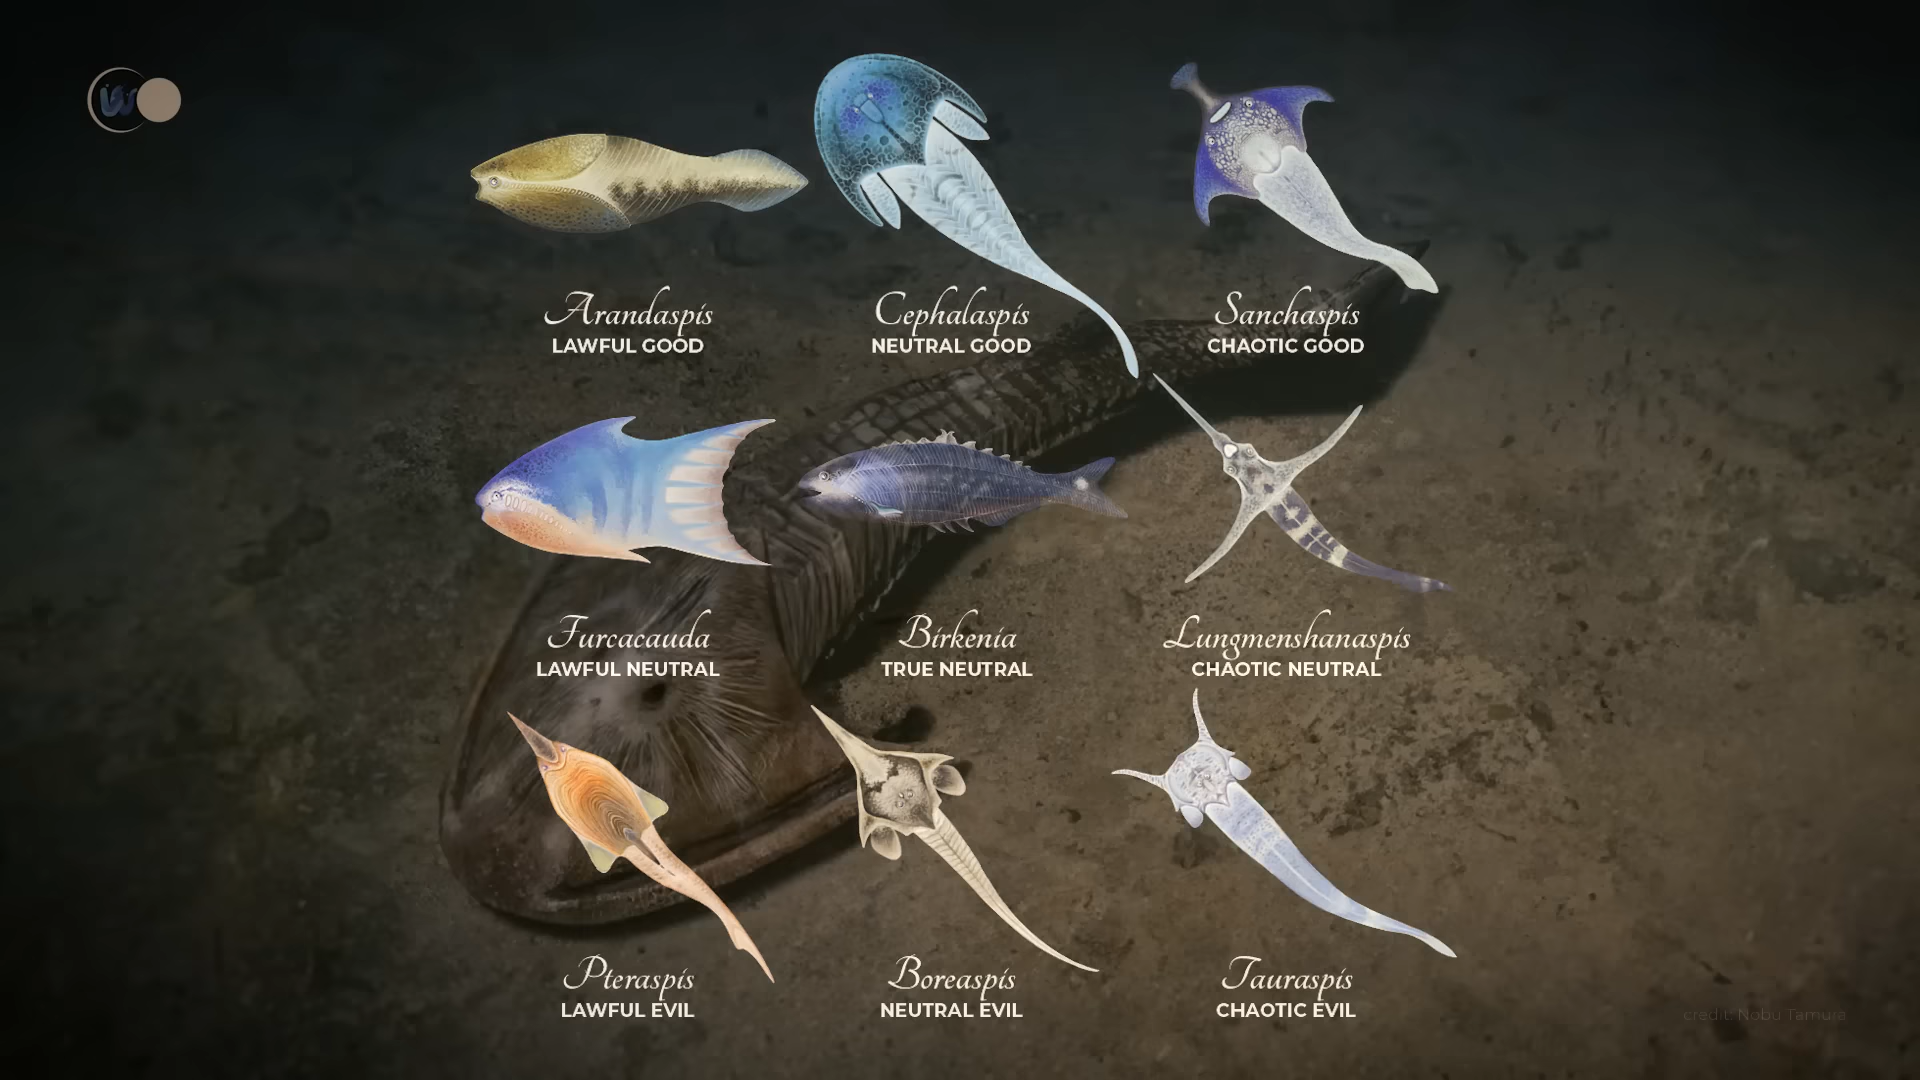 W
Arandaspis
LAWFUL GOOD
Cephalaspis
NEUTRAL GOOD
Sanchaspis
CHAOTIC GOOD
Furcacauda
LAWFUL NEUTRAL
Birkenia
TRUE NEUTRAL
Lungmenshanaspis
CHAOTIC NEUTRAL
Pteraspis
LAWFUL EVIL
Boreaspis
NEUTRAL EVIL
Tauraspis
CHAOTIC EVIL
credit: Nobu Tamura